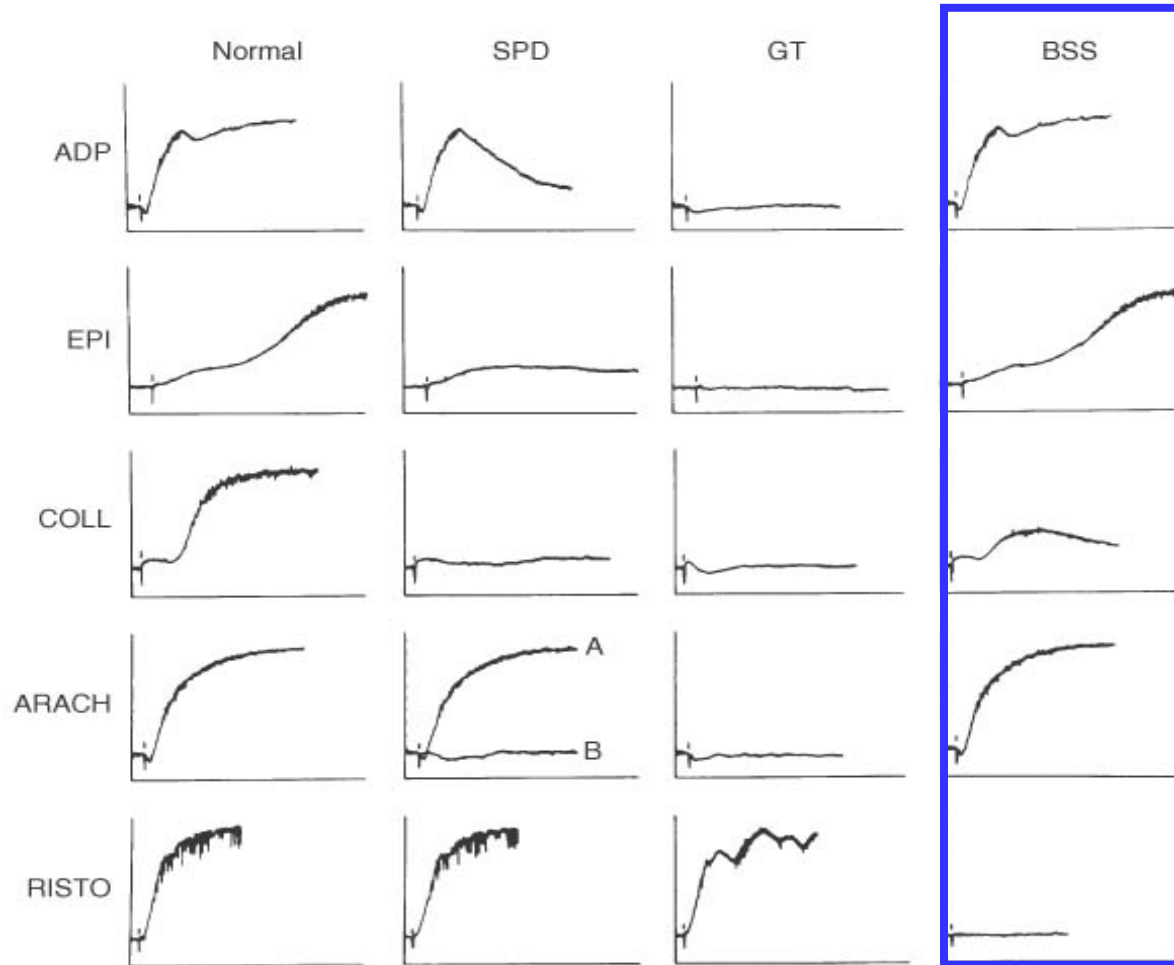 Normal SPD GT BSS
ADP
EPI
COLL
ARACH A
B
RISTO